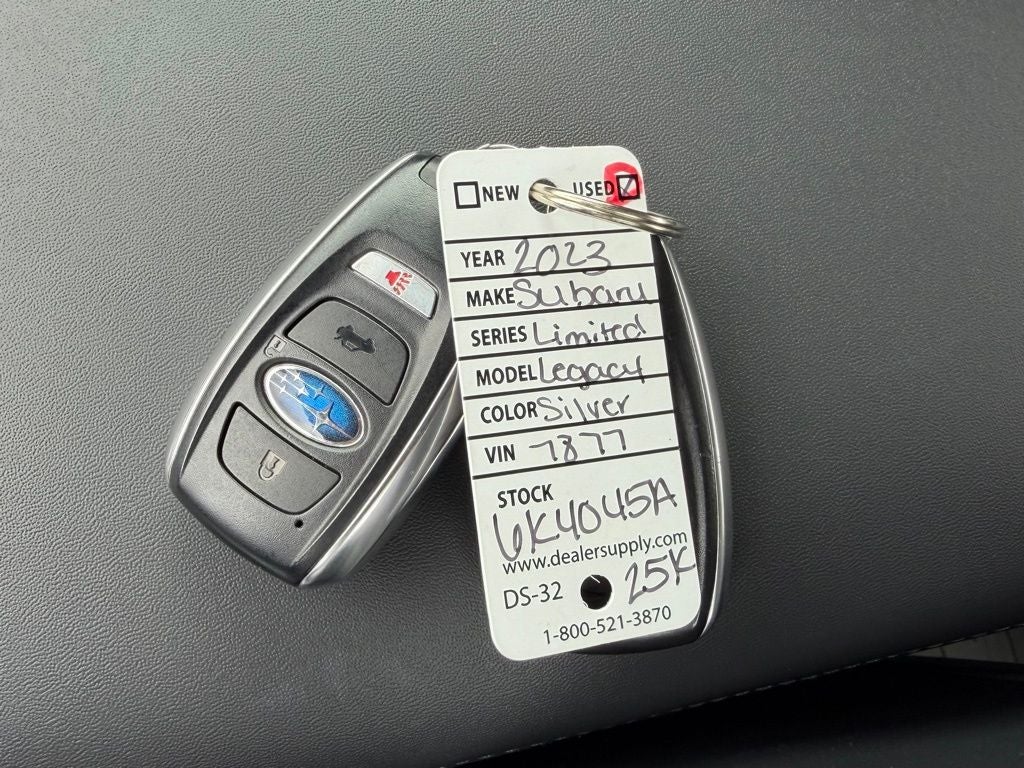 NEW USED
YEAR 2023
MAKE Subaru
SERIES Limited
MODEL Legacy
COLOR Silver
VIN 7877
STOCK
6K4045A
www.dealersupply.com
DS-32 25K
1-800-521-3870